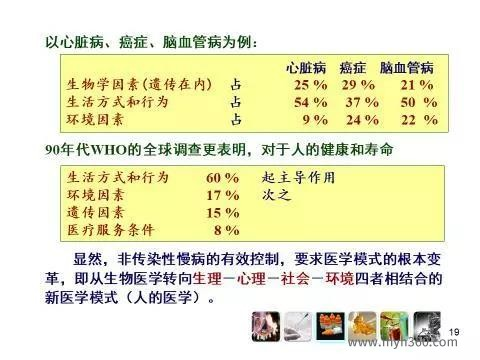 以心脏病、癌症、脑血管病为例：
心脏病 癌症 脑血管病
生物学因素(遗传在内) 占 25 % 29 % 21 %
生活方式和行为 占 54 % 37 % 50 %
环境因素 占 9 % 24 % 22 %
90年代WHO的全球调查更表明，对于人的健康和寿命
生活方式和行为 60 % 起主导作用
环境因素 17 % 次之
遗传因素 15 %
医疗服务条件 8 %
显然，非传染性慢病的有效控制，要求医学模式的根本变
革，即从生物医学转向生理－心理－社会－环境四者相结合的
新医学模式（人的医学）。
19